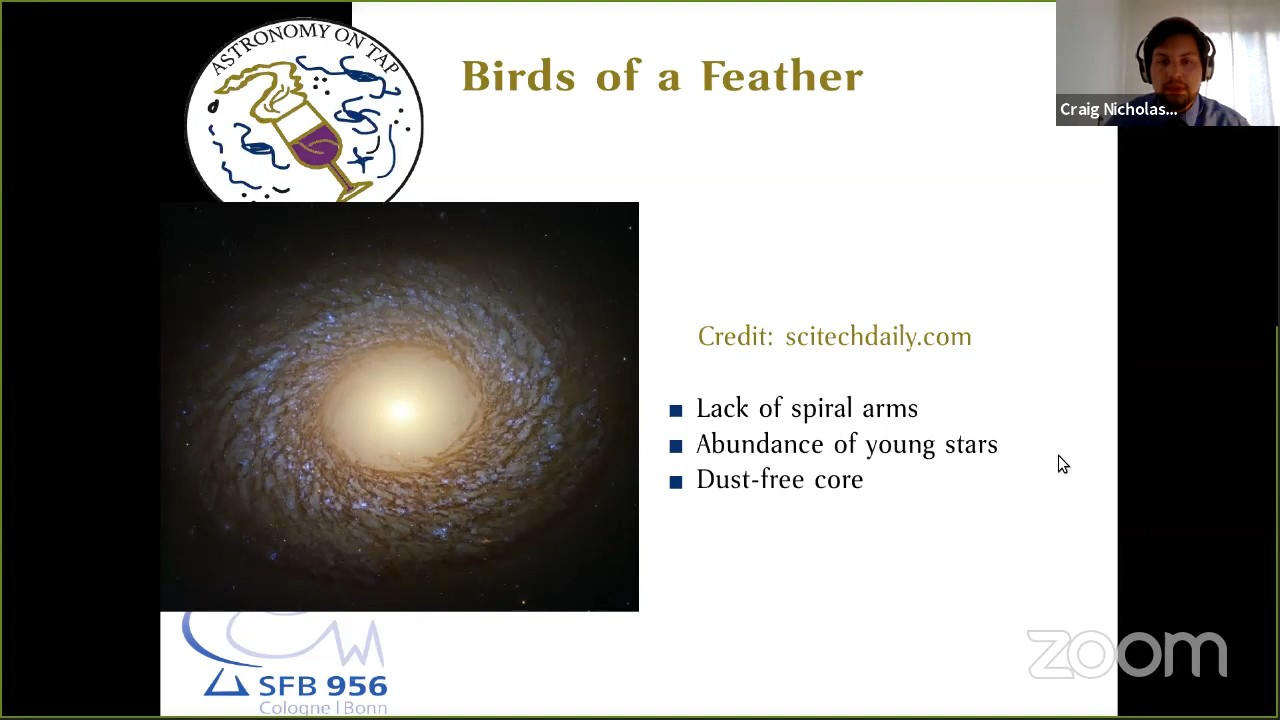 ASTRONOMY ON TAP
Birds of a Feather
Craig Nicholas...
Credit: scitechdaily.com
Lack of spiral arms
Abundance of young stars
Dust-free core
zoom
SFB 956
Cologne | Bonn